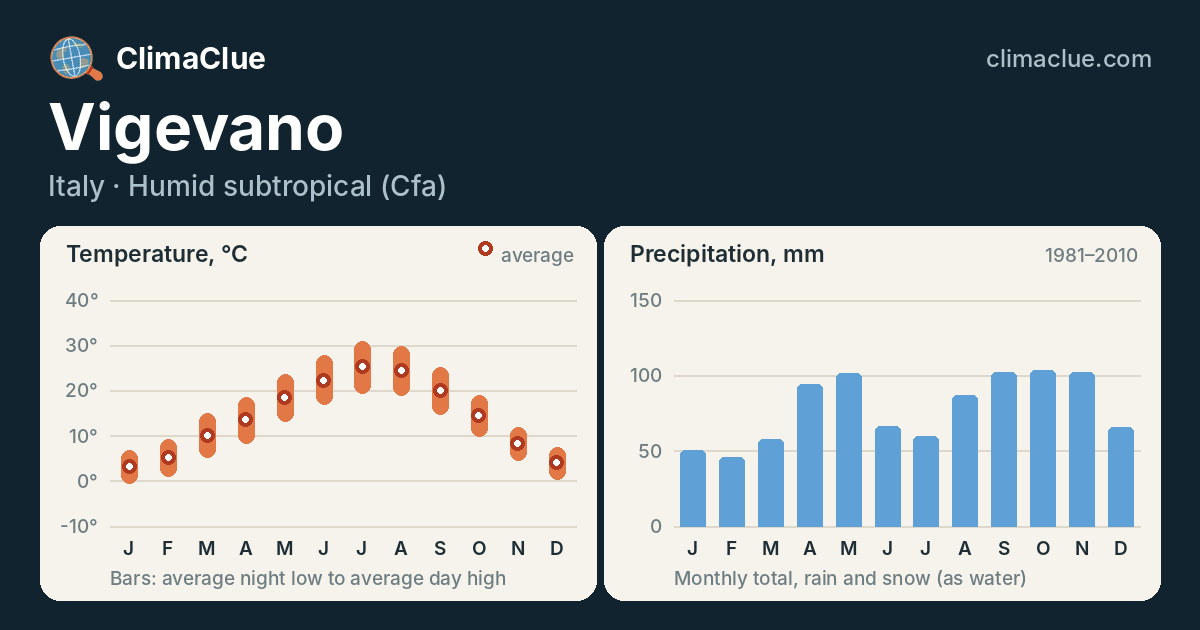 ClimaClue
climaclue.com
Vigevano
Italy · Humid subtropical (Cfa)
Temperature, °C
average
40°
30°
20°
10°
0°
-10°
J F M A M J J A S O N D
Bars: average night low to average day high
Precipitation, mm
1981–2010
150
100
50
0
J F M A M J J A S O N D
Monthly total, rain and snow (as water)